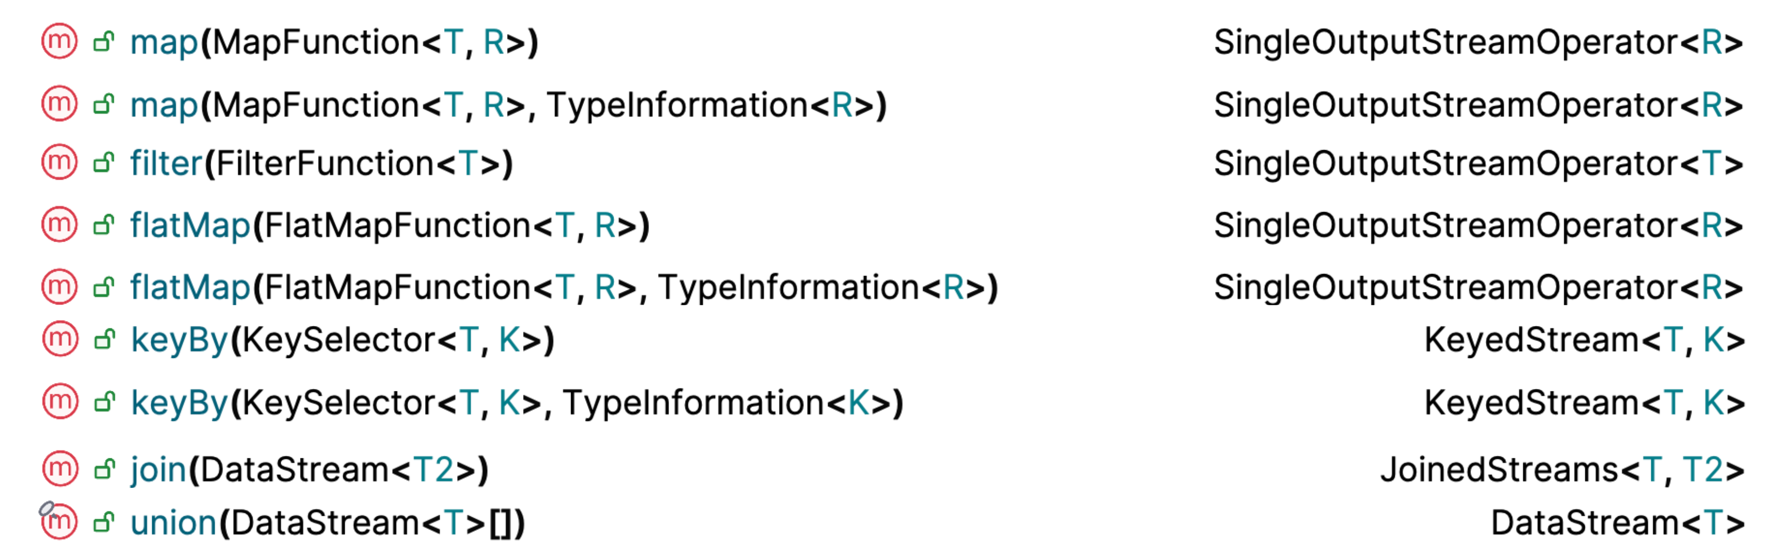 m map(MapFunction<T, R>) SingleOutputStreamOperator<R>
m map(MapFunction<T, R>, TypeInformation<R>) SingleOutputStreamOperator<R>
m filter(FilterFunction<T>) SingleOutputStreamOperator<T>
m flatMap(FlatMapFunction<T, R>) SingleOutputStreamOperator<R>
m flatMap(FlatMapFunction<T, R>, TypeInformation<R>) SingleOutputStreamOperator<R>
m keyBy(KeySelector<T, K>) KeyedStream<T, K>
m keyBy(KeySelector<T, K>, TypeInformation<K>) KeyedStream<T, K>
m join(DataStream<T2>) JoinedStreams<T, T2>
m union(DataStream<T>[]) DataStream<T>